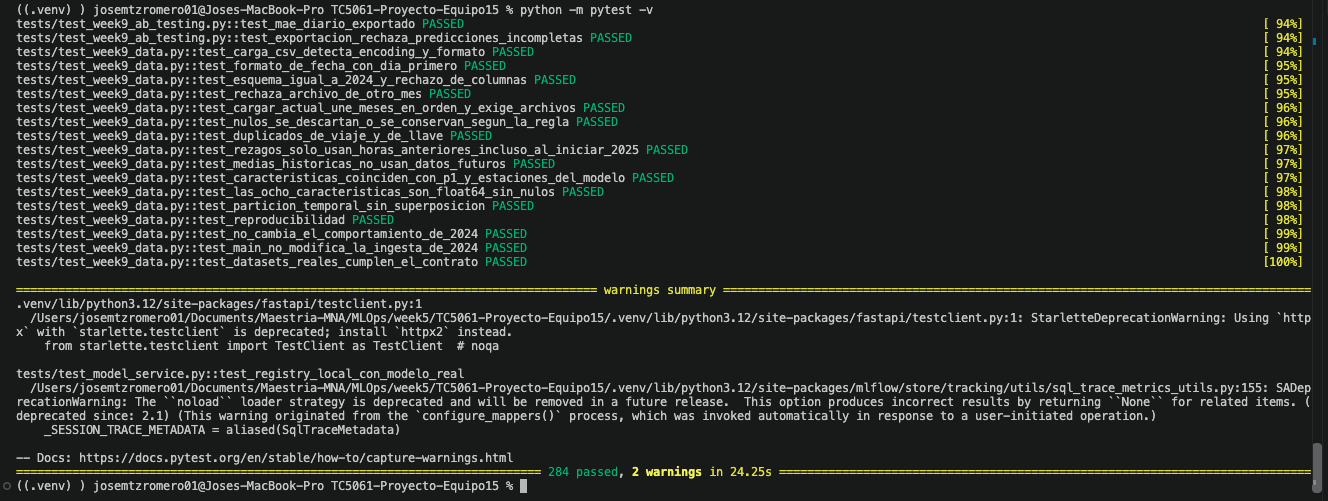 ((.venv) ) josemtzromero01@Joses-MacBook-Pro TC5061-Proyecto-Equipo15 % python -m pytest -v
tests/test_week9_ab_testing.py::test_mae_diario_exportado PASSED [ 94%]
tests/test_week9_ab_testing.py::test_exportacion_rechaza_predicciones_incompletas PASSED [ 94%]
tests/test_week9_data.py::test_carga_csv_detecta_encoding_y_formato PASSED [ 94%]
tests/test_week9_data.py::test_formato_de_fecha_con_dia_primero PASSED [ 95%]
tests/test_week9_data.py::test_esquema_igual_a_2024_y_rechazo_de_columnas PASSED [ 95%]
tests/test_week9_data.py::test_rechaza_archivo_de_otro_mes PASSED [ 95%]
tests/test_week9_data.py::test_cargar_actual_une_meses_en_orden_y_exige_archivos PASSED [ 96%]
tests/test_week9_data.py::test_nulos_se_descartan_o_se_conservan_segun_la_regla PASSED [ 96%]
tests/test_week9_data.py::test_duplicados_de_viaje_y_de_llave PASSED [ 96%]
tests/test_week9_data.py::test_rezagos_solo_usan_horas_anteriores_incluso_al_iniciar_2025 PASSED [ 97%]
tests/test_week9_data.py::test_medias_historicas_no_usan_datos_futuros PASSED [ 97%]
tests/test_week9_data.py::test_caracteristicas_coinciden_con_p1_y_estaciones_del_modelo PASSED [ 97%]
tests/test_week9_data.py::test_las_ocho_caracteristicas_son_float64_sin_nulos PASSED [ 98%]
tests/test_week9_data.py::test_particion_temporal_sin_superposicion PASSED [ 98%]
tests/test_week9_data.py::test_reproducibilidad PASSED [ 98%]
tests/test_week9_data.py::test_no_cambia_el_comportamiento_de_2024 PASSED [ 99%]
tests/test_week9_data.py::test_main_no_modifica_la_ingesta_de_2024 PASSED [ 99%]
tests/test_week9_data.py::test_datasets_reales_cumplen_el_contrato PASSED [100%]
warnings summary
.venv/lib/python3.12/site-packages/fastapi/testclient.py:1
/Users/josemtzromero01/Documents/Maestria-MNA/MLOps/week5/TC5061-Proyecto-Equipo15/.venv/lib/python3.12/site-packages/fastapi/testclient.py:1: StarletteDeprecationWarning: Using `http
x` with `starlette.testclient` is deprecated; install `httpx2` instead.
from starlette.testclient import TestClient as TestClient  # noqa
tests/test_model_service.py::test_registry_local_con_modelo_real
/Users/josemtzromero01/Documents/Maestria-MNA/MLOps/week5/TC5061-Proyecto-Equipo15/.venv/lib/python3.12/site-packages/mlflow/store/tracking/utils/sql_trace_metrics_utils.py:155: SADep
recationWarning: The ``noload`` loader strategy is deprecated and will be removed in a future release.  This option produces incorrect results by returning ``None`` for related items. (
deprecated since: 2.1) (This warning originated from the `configure_mappers()` process, which was invoked automatically in response to a user-initiated operation.)
_SESSION_TRACE_METADATA = aliased(SqlTraceMetadata)
-- Docs: https://docs.pytest.org/en/stable/how-to/capture-warnings.html
284 passed, 2 warnings in 24.25s
((.venv) ) josemtzromero01@Joses-MacBook-Pro TC5061-Proyecto-Equipo15 %